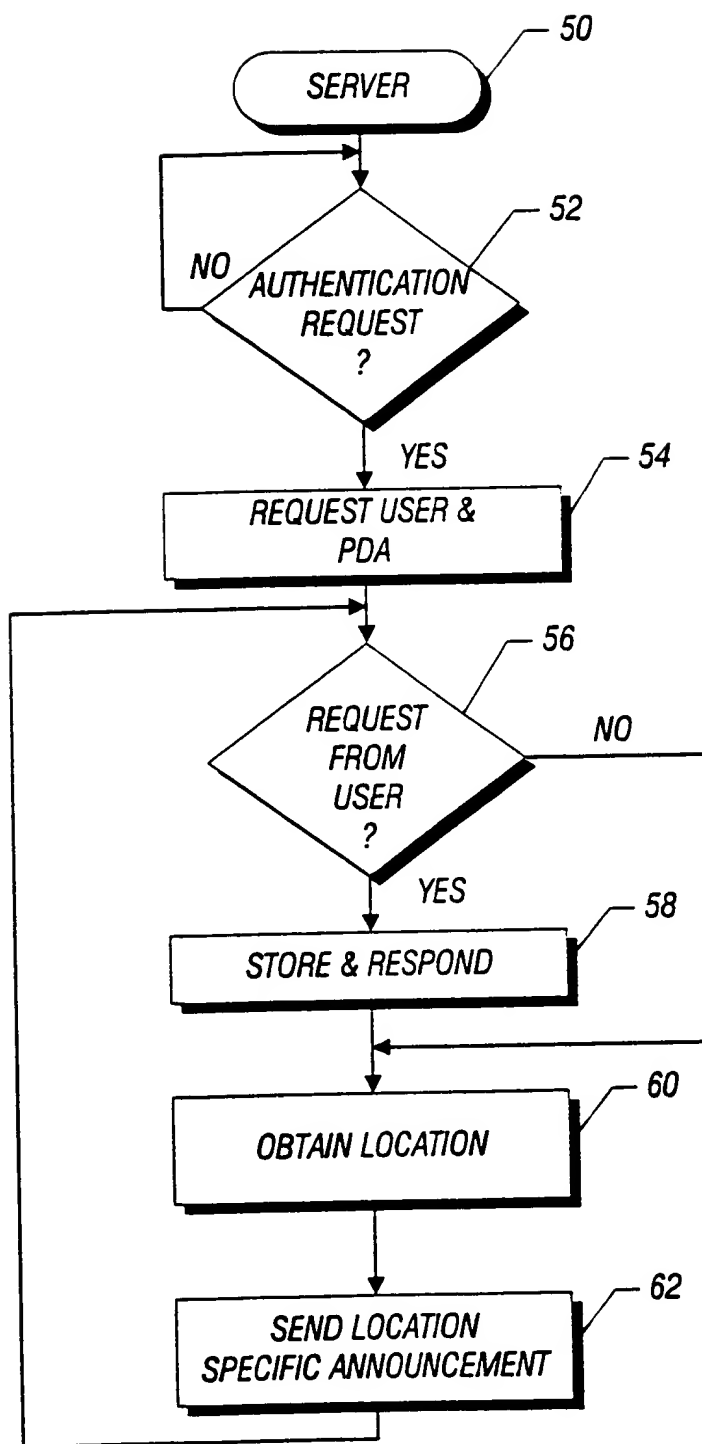 50
SERVER
52
NO
AUTHENTICATION
REQUEST
?
YES
54
REQUEST USER &
PDA
56
REQUEST
FROM
USER
?
NO
YES
58
STORE & RESPOND
60
OBTAIN LOCATION
62
SEND LOCATION
SPECIFIC ANNOUNCEMENT